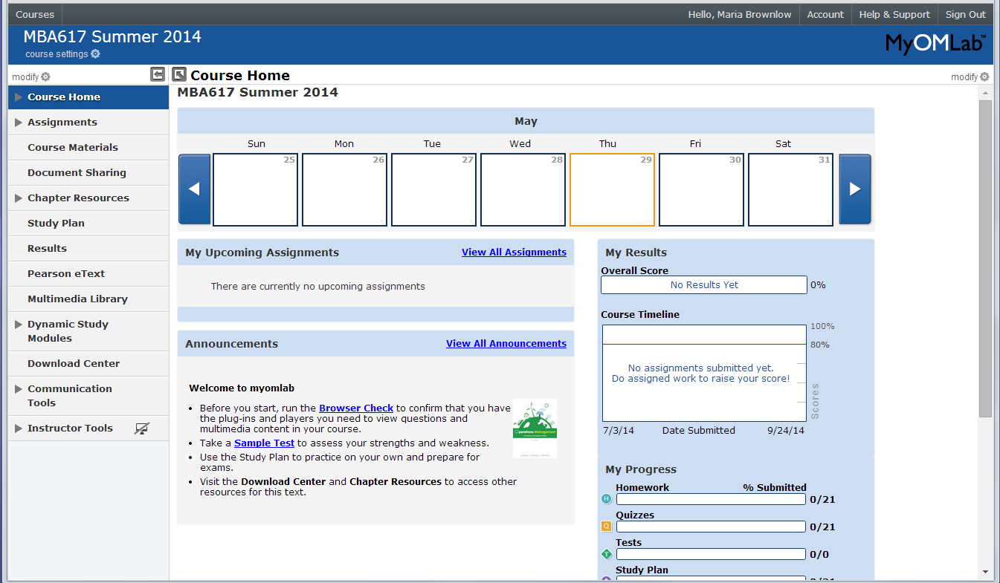 Courses
Hello, Maria Brownlow
Account
Help & Support
Sign Out
MBA617 Summer 2014
course settings
MyOMLab™
modify
Course Home
modify
Course Home
Assignments
Course Materials
Document Sharing
Chapter Resources
Study Plan
Results
Pearson eText
Multimedia Library
Dynamic Study
Modules
Download Center
Communication
Tools
Instructor Tools
MBA617 Summer 2014
May
Sun Mon Tue Wed Thu Fri Sat
25 26 27 28 29 30 31
My Upcoming Assignments
View All Assignments
There are currently no upcoming assignments
Announcements
View All Announcements
Welcome to myomlab
• Before you start, run the Browser Check to confirm that you have
the plug-ins and players you need to view questions and
multimedia content in your course.
• Take a Sample Test to assess your strengths and weakness.
• Use the Study Plan to practice on your own and prepare for
exams.
• Visit the Download Center and Chapter Resources to access other
resources for this text.
Operations Management
My Results
Overall Score
No Results Yet
0%
Course Timeline
100%
80%
No assignments submitted yet.
Do assigned work to raise your score!
Scores
7/3/14 Date Submitted 9/24/14
My Progress
Homework % Submitted
H 0/21
Quizzes
Q 0/21
Tests
T 0/0
Study Plan